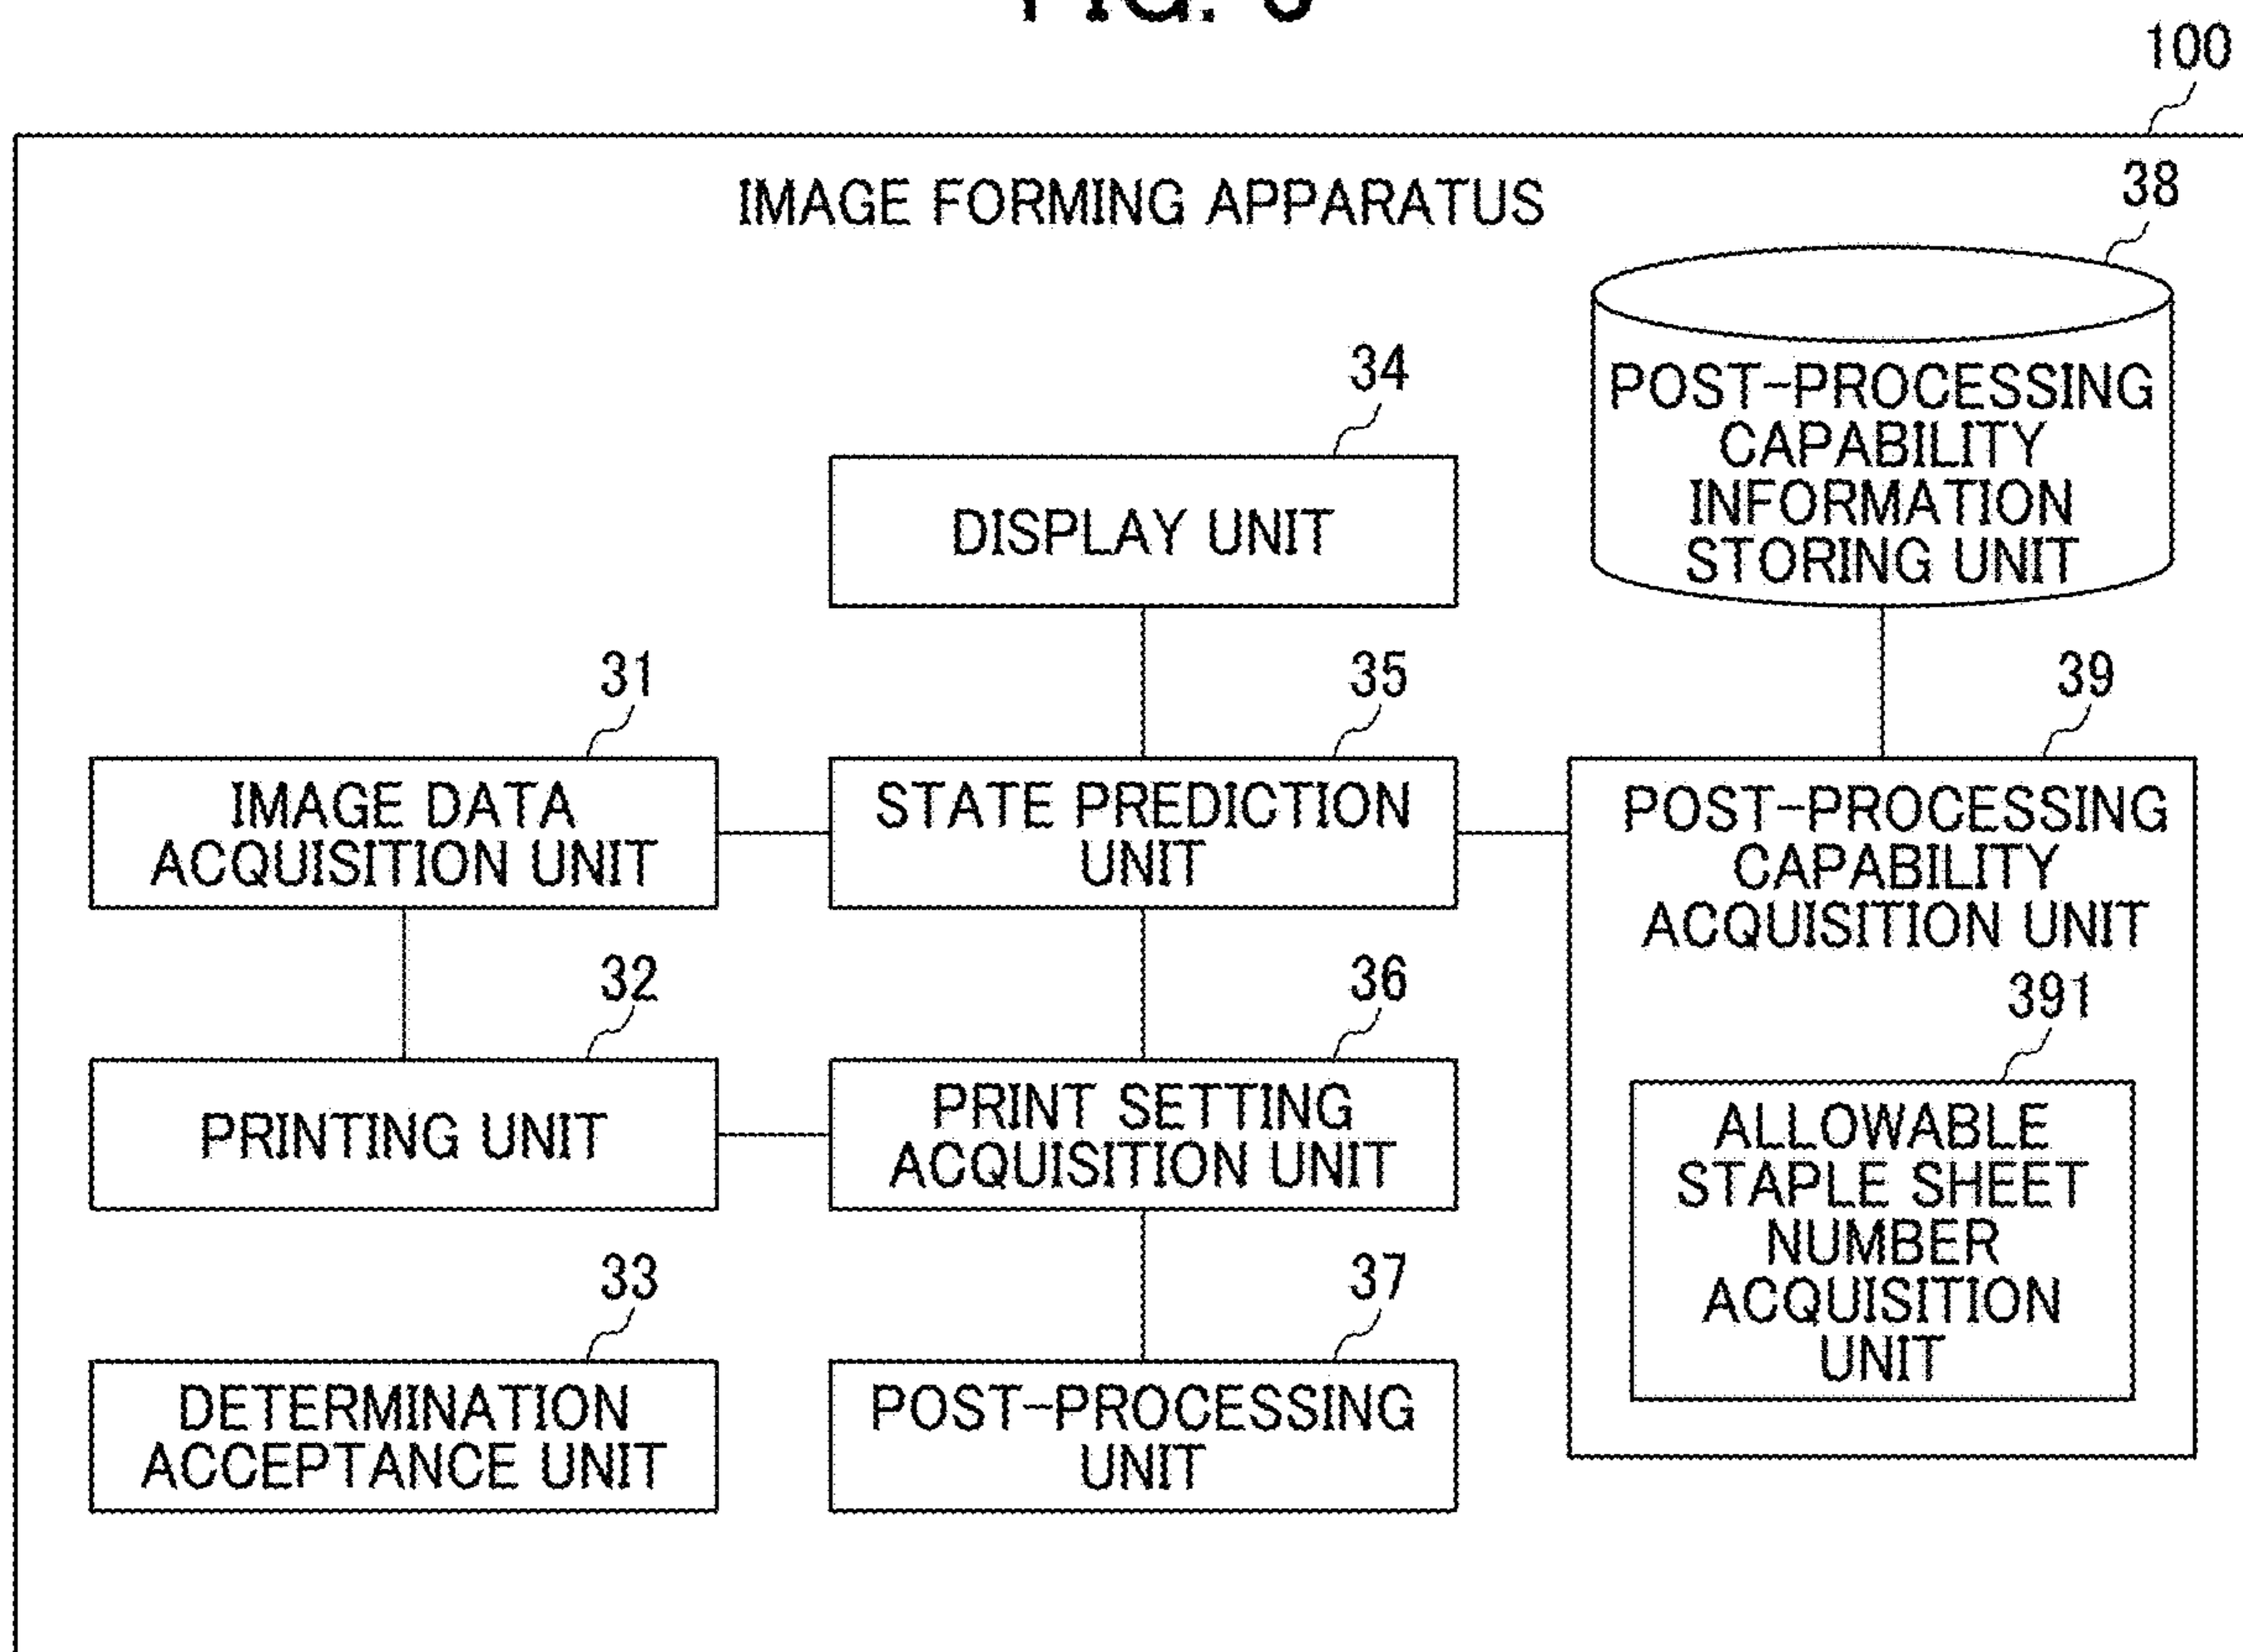 100
IMAGE FORMING APPARATUS
38
POST-PROCESSING
CAPABILITY
INFORMATION
STORING UNIT
34
DISPLAY UNIT
31
IMAGE DATA
ACQUISITION UNIT
35
STATE PREDICTION
UNIT
39
POST-PROCESSING
CAPABILITY
ACQUISITION UNIT
32
PRINTING UNIT
36
PRINT SETTING
ACQUISITION UNIT
391
ALLOWABLE
STAPLE SHEET
NUMBER
ACQUISITION
UNIT
33
DETERMINATION
ACCEPTANCE UNIT
37
POST-PROCESSING
UNIT